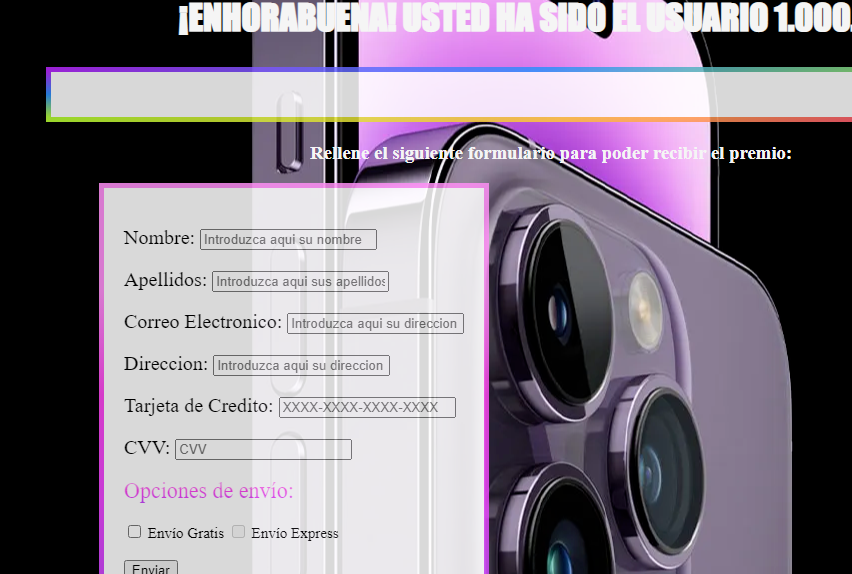 ¡ENHORABUENA! USTED HA SIDO EL USUARIO 1.000.
Rellene el siguiente formulario para poder recibir el premio:
Nombre: Introduzca aqui su nombre
Apellidos: Introduzca aqui sus apellidos
Correo Electronico: Introduzca aqui su direccion
Direccion: Introduzca aqui su direccion
Tarjeta de Credito: XXXX-XXXX-XXXX-XXXX
CVV: CVV
Opciones de envío:
Envío Gratis Envío Express
Enviar